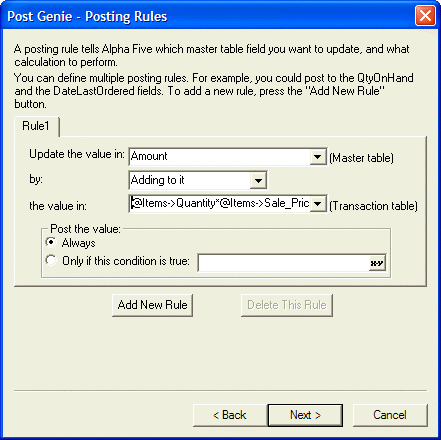 Post Genie - Posting Rules
A posting rule tells Alpha Five which master table field you want to update, and what
calculation to perform.
You can define multiple posting rules. For example, you could post to the QtyOnHand
and the DateLastOrdered fields. To add a new rule, press the "Add New Rule"
button.
Rule1
Update the value in: Amount (Master table)
by: Adding to it
the value in: @Items->Quantity*@Items->Sale_Pric (Transaction table)
Post the value:
Always
Only if this condition is true:
Add New Rule Delete This Rule
< Back Next > Cancel